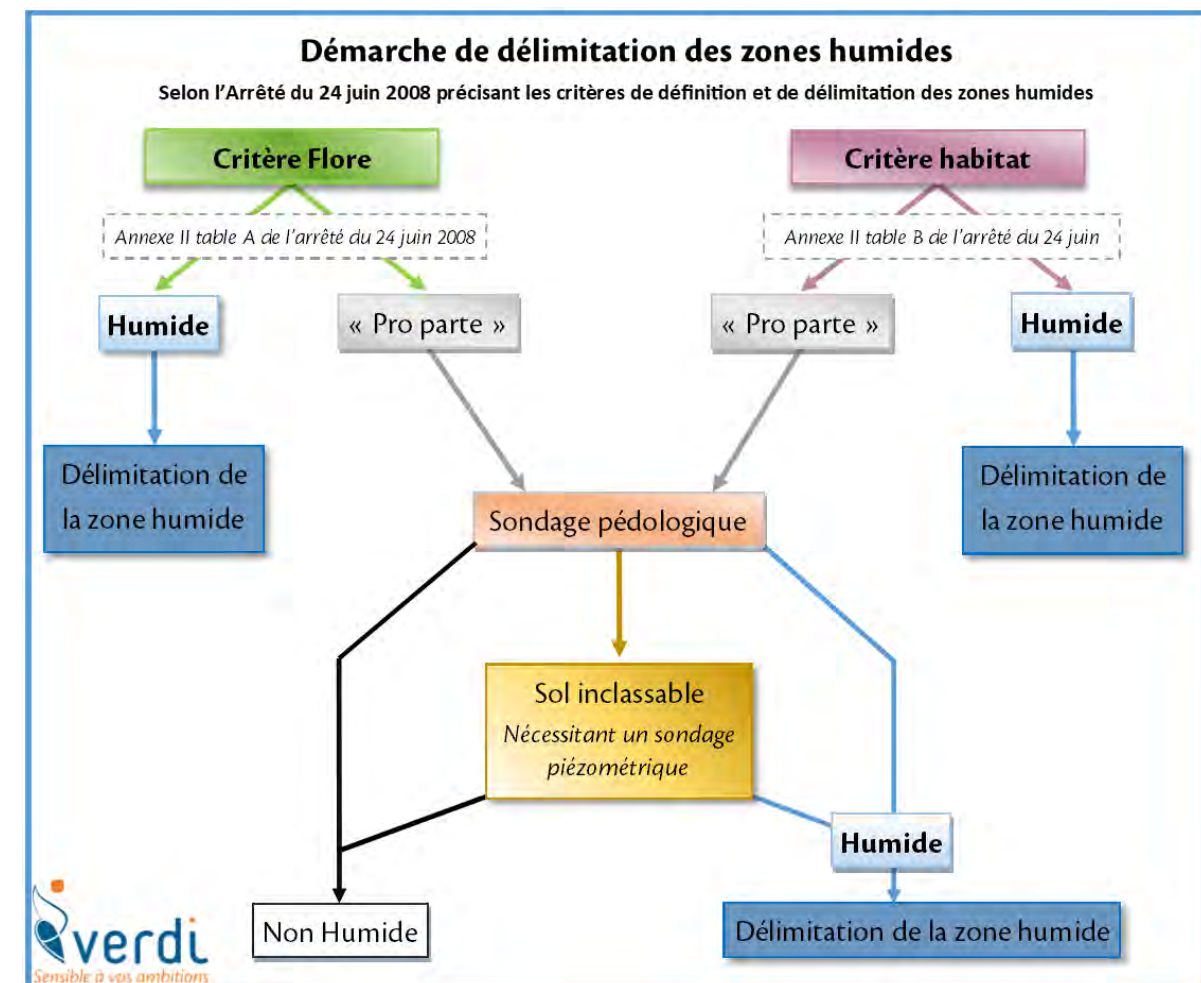 Démarche de délimitation des zones humides
Selon l'Arrêté du 24 juin 2008 précisant les critères de définition et de délimitation des zones humides
Critère Flore
Critère habitat
Annexe II table A de l'arrêté du 24 juin 2008
Annexe II table B de l'arrêté du 24 juin
Humide
« Pro parte »
« Pro parte »
Humide
Délimitation de
la zone humide
Délimitation de
la zone humide
Sondage pédologique
Sol inclassable
Nécessitant un sondage
piézométrique
Humide
Non Humide
Délimitation de la zone humide
verdi
Sensible à vos ambitions